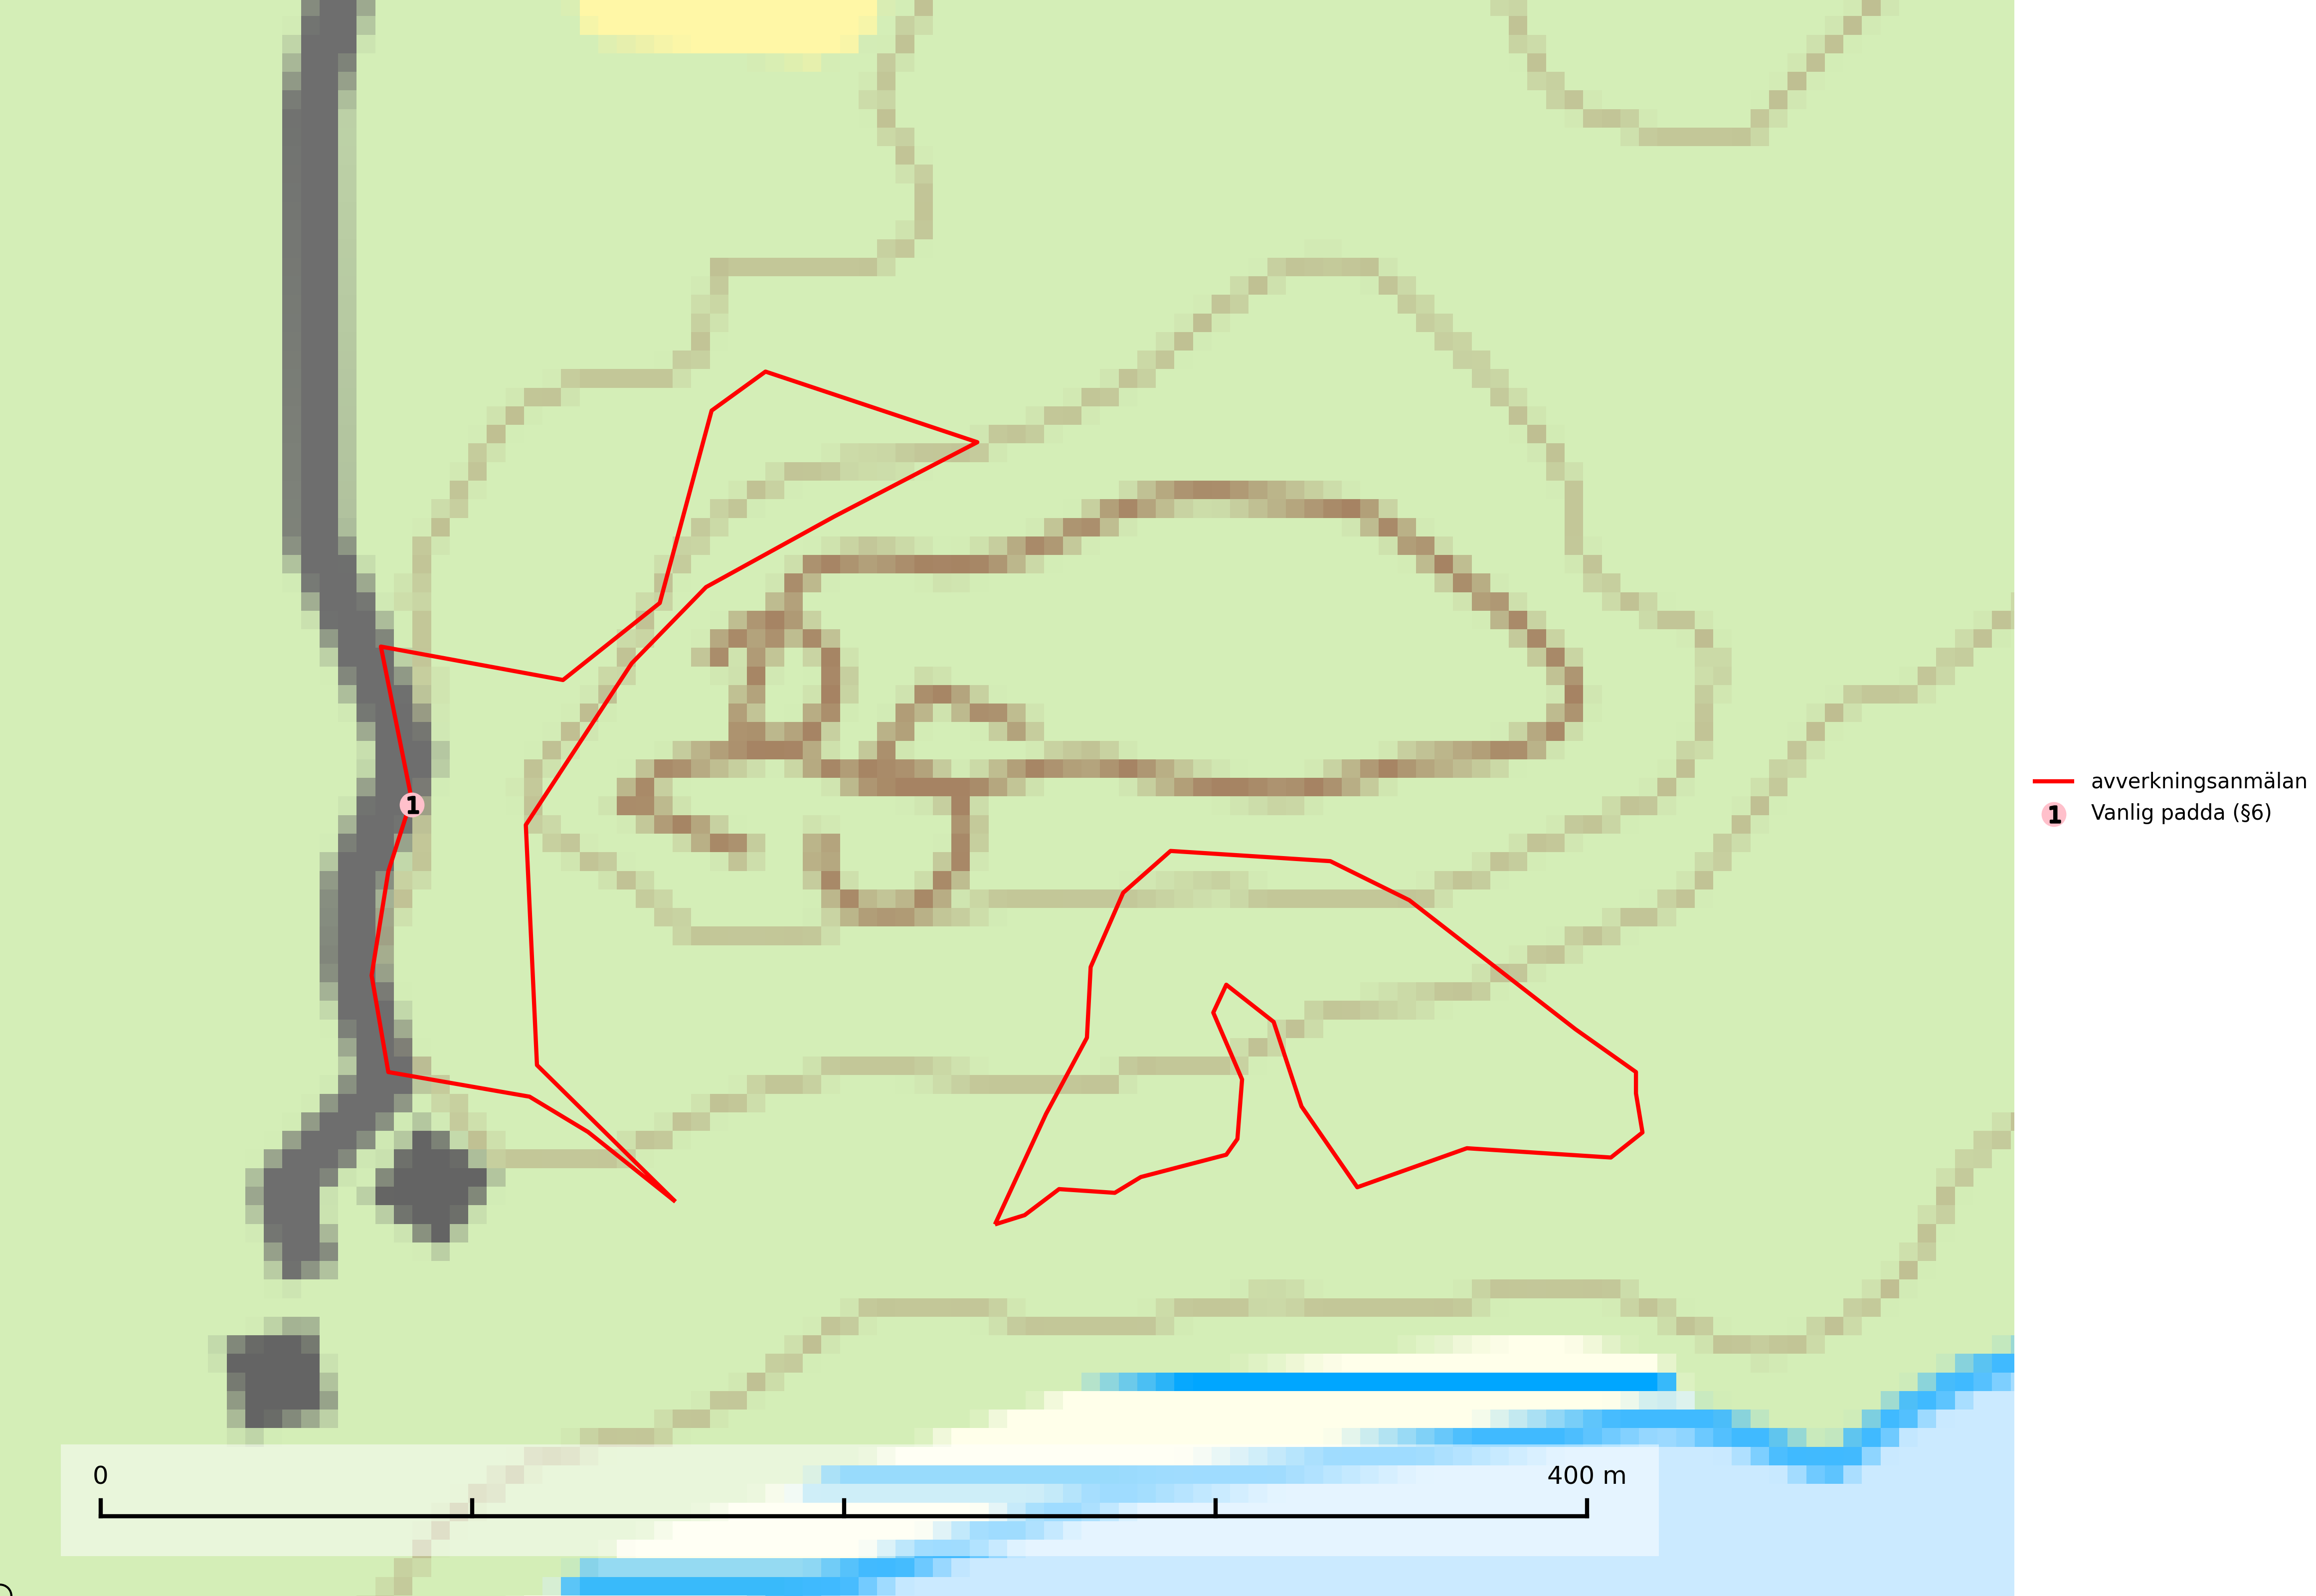 1
avverkningsanmälan
1 Vanlig padda (§6)
0 400 m